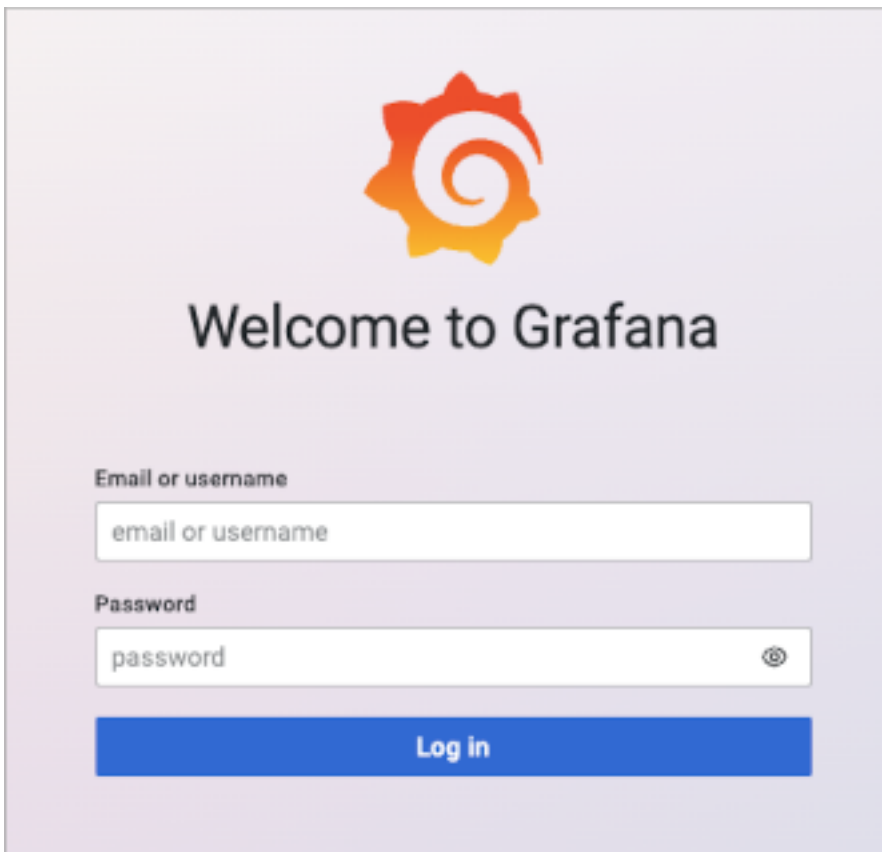 Welcome to Grafana
Email or username
email or username
Password
password
Log in